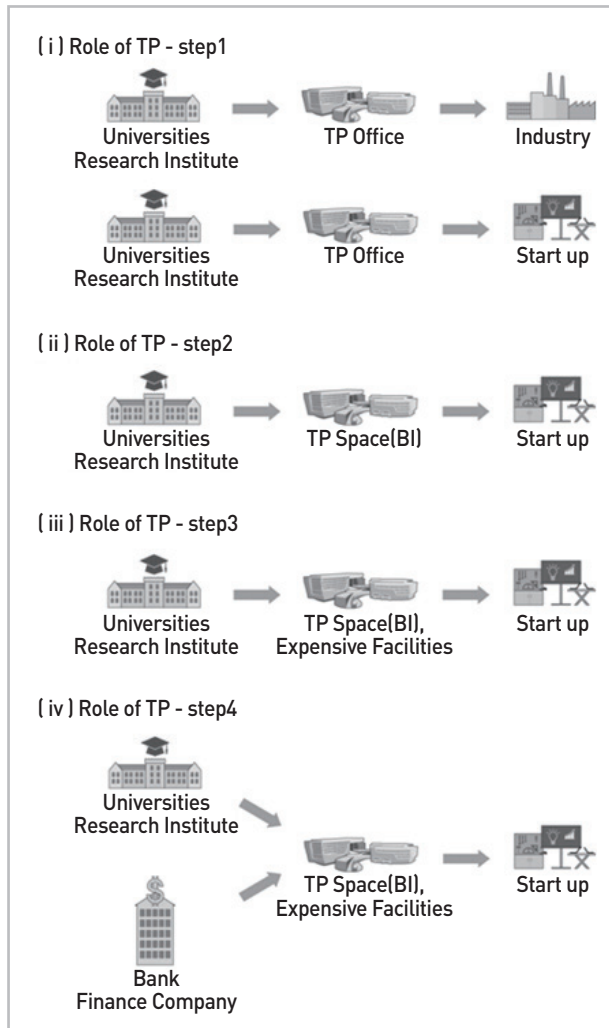 ( i ) Role of TP - step1
Universities
Research Institute
TP Office
Industry
Universities
Research Institute
TP Office
Start up
( ii ) Role of TP - step2
Universities
Research Institute
TP Space(BI)
Start up
( iii ) Role of TP - step3
Universities
Research Institute
TP Space(BI),
Expensive Facilities
Start up
( iv ) Role of TP - step4
Universities
Research Institute
TP Space(BI),
Expensive Facilities
Start up
$
Bank
Finance Company